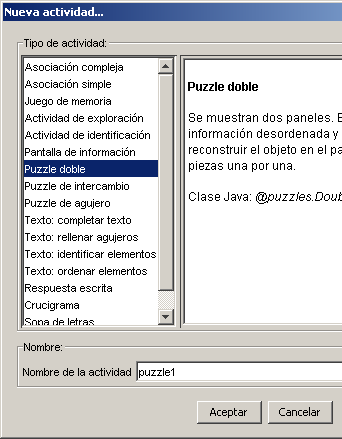 Nueva actividad...
Tipo de actividad:
Asociación compleja
Asociación simple
Juego de memoria
Actividad de exploración
Actividad de identificación
Pantalla de información
Puzzle doble
Puzzle de intercambio
Puzzle de agujero
Texto: completar texto
Texto: rellenar agujeros
Texto: identificar elementos
Texto: ordenar elementos
Respuesta escrita
Crucigrama
Sopa de letras
Puzzle doble
Se muestran dos paneles. E
información desordenada y
reconstruir el objeto en el pa
piezas una por una.
Clase Java: @puzzles.Doub
Nombre:
Nombre de la actividad puzzle1
Aceptar Cancelar